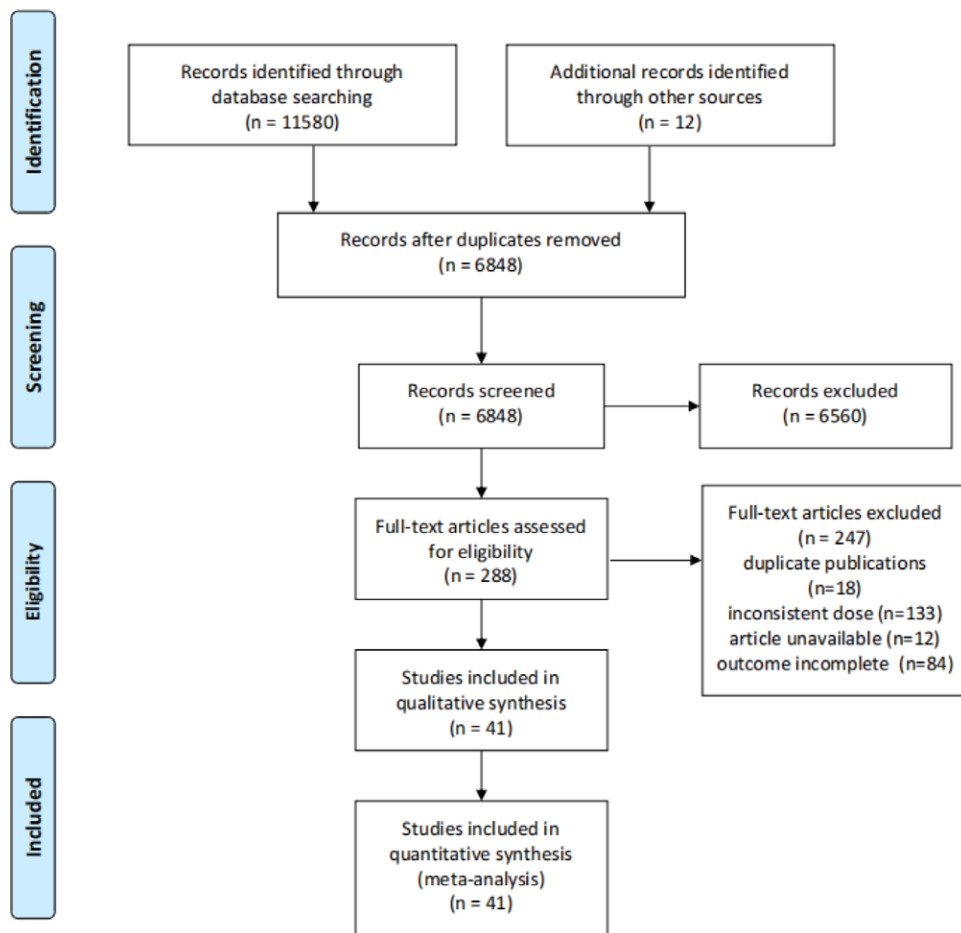 Identification
Records identified through
database searching
(n = 11580)
Additional records identified
through other sources
(n = 12)
Records after duplicates removed
(n = 6848)
Screening
Records screened
(n = 6848)
Records excluded
(n = 6560)
Eligibility
Full-text articles assessed
for eligibility
(n = 288)
Full-text articles excluded
(n = 247)
duplicate publications
(n=18)
inconsistent dose (n=133)
article unavailable (n=12)
outcome incomplete (n=84)
Studies included in
qualitative synthesis
(n = 41)
Included
Studies included in
quantitative synthesis
(meta-analysis)
(n = 41)